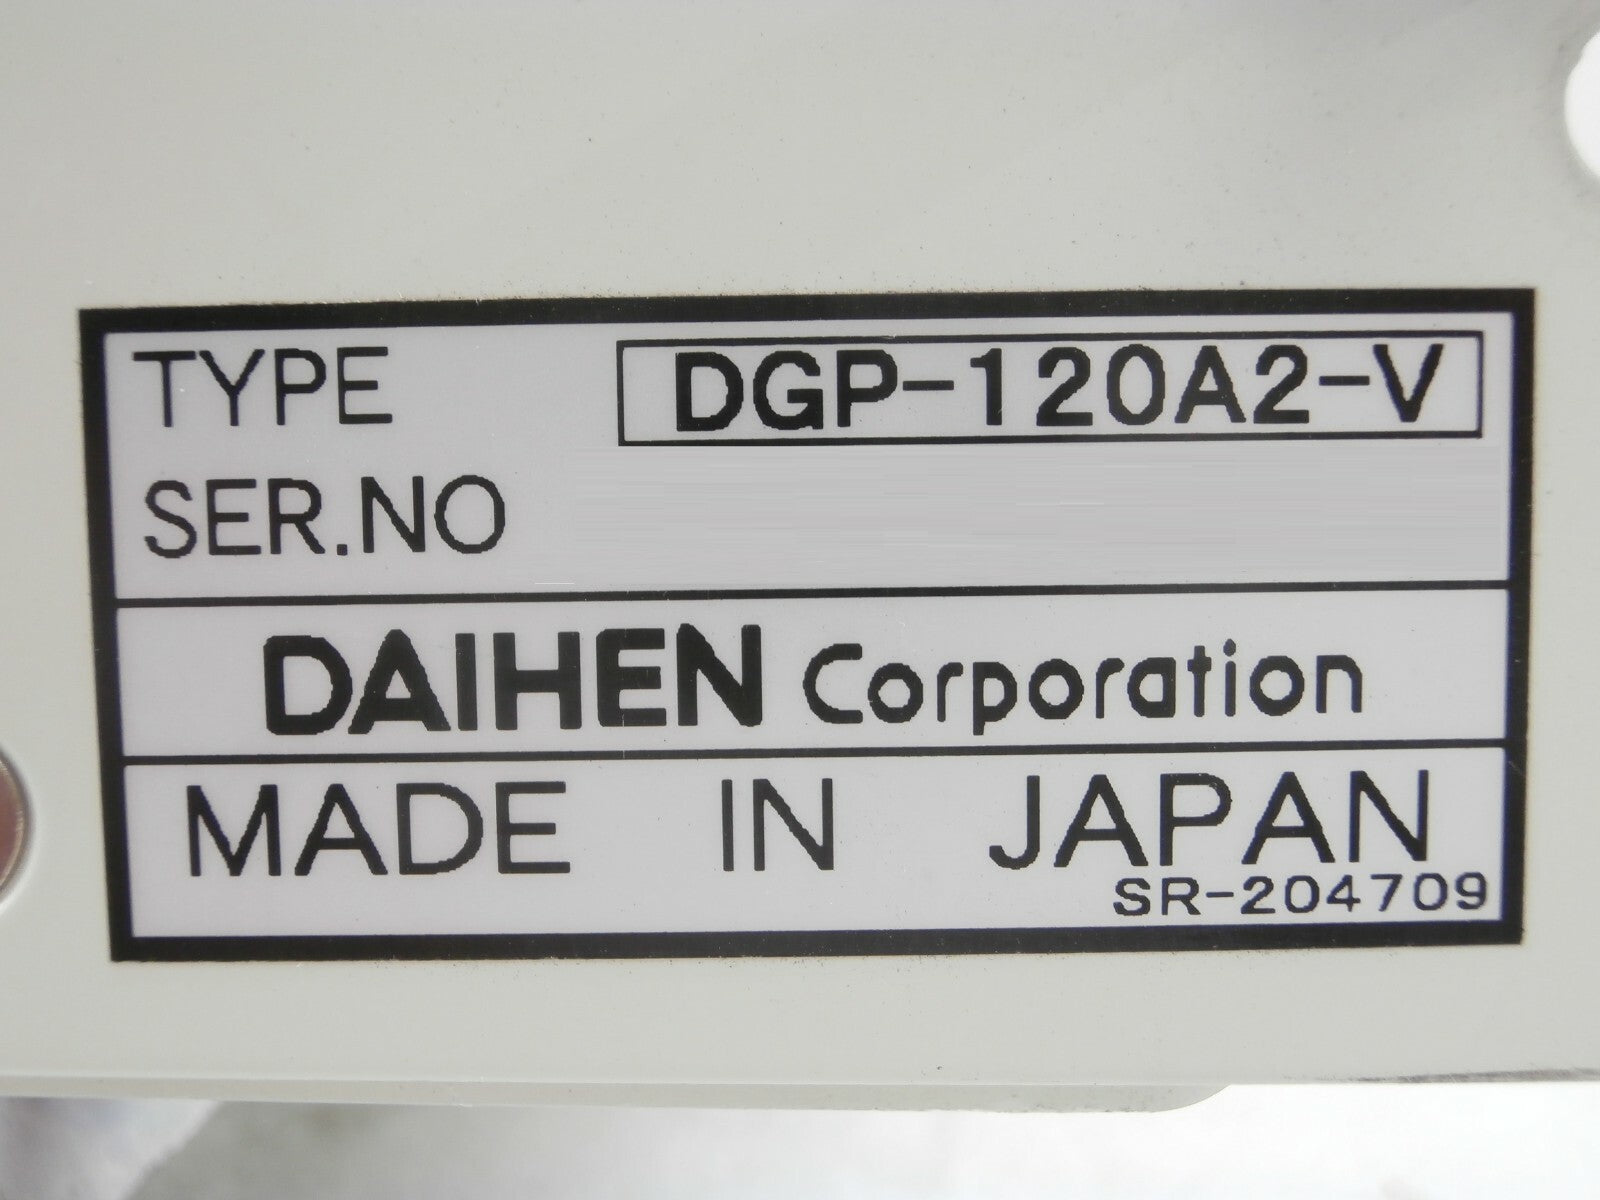 TYPE DGP-120A2-V
SER.NO
DAIHEN Corporation
MADE IN JAPAN
SR-204709